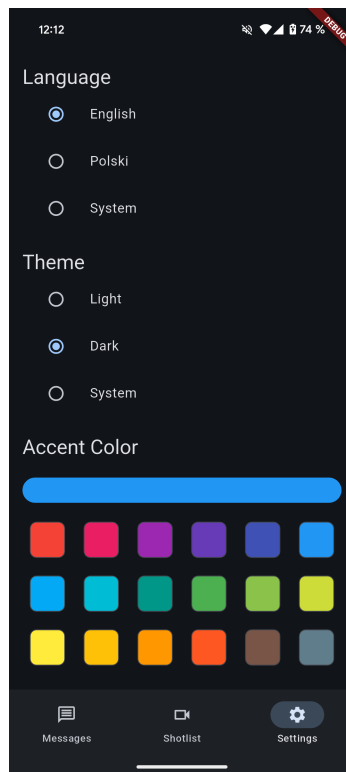 12:12
74 %
DEBUG
Language
English
Polski
System
Theme
Light
Dark
System
Accent Color
Messages
Shotlist
Settings